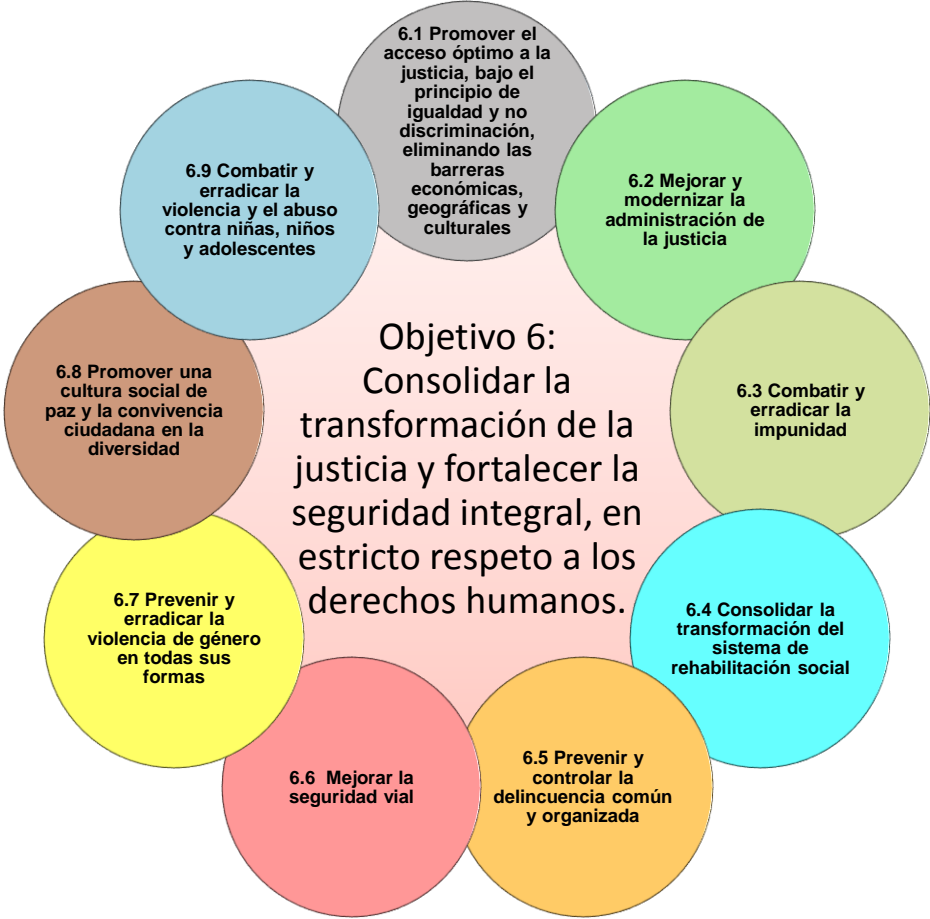 6.1 Promover el
acceso óptimo a la
justicia, bajo el
principio de
igualdad y no
discriminación,
eliminando las
barreras
económicas,
geográficas y
culturales
6.2 Mejorar y
modernizar la
administración de
la justicia
6.3 Combatir y
erradicar la
impunidad
6.4 Consolidar la
transformación del
sistema de
rehabilitación social
6.5 Prevenir y
controlar la
delincuencia común
y organizada
6.6 Mejorar la
seguridad vial
6.7 Prevenir y
erradicar la
violencia de género
en todas sus
formas
6.8 Promover una
cultura social de
paz y la convivencia
ciudadana en la
diversidad
6.9 Combatir y
erradicar la
violencia y el abuso
contra niñas, niños
y adolescentes
Objetivo 6:
Consolidar la
transformación de la
justicia y fortalecer la
seguridad integral, en
estricto respeto a los
derechos humanos.